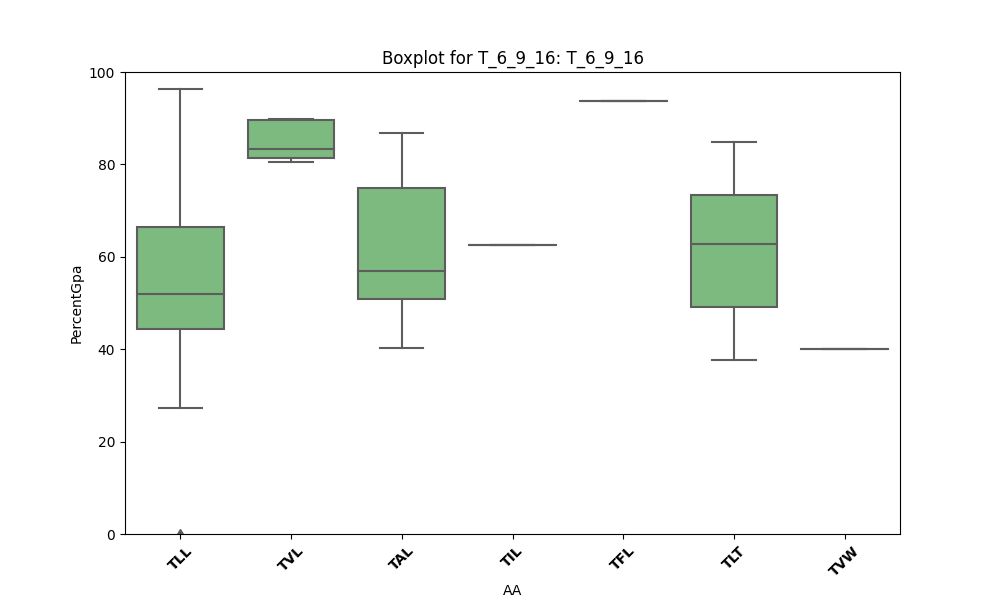 Boxplot for T_6_9_16: T_6_9_16
100
80
60
40
20
0
PercentGpa
TLL
TVL
TAL
TIL
TFL
TLT
TVW
AA